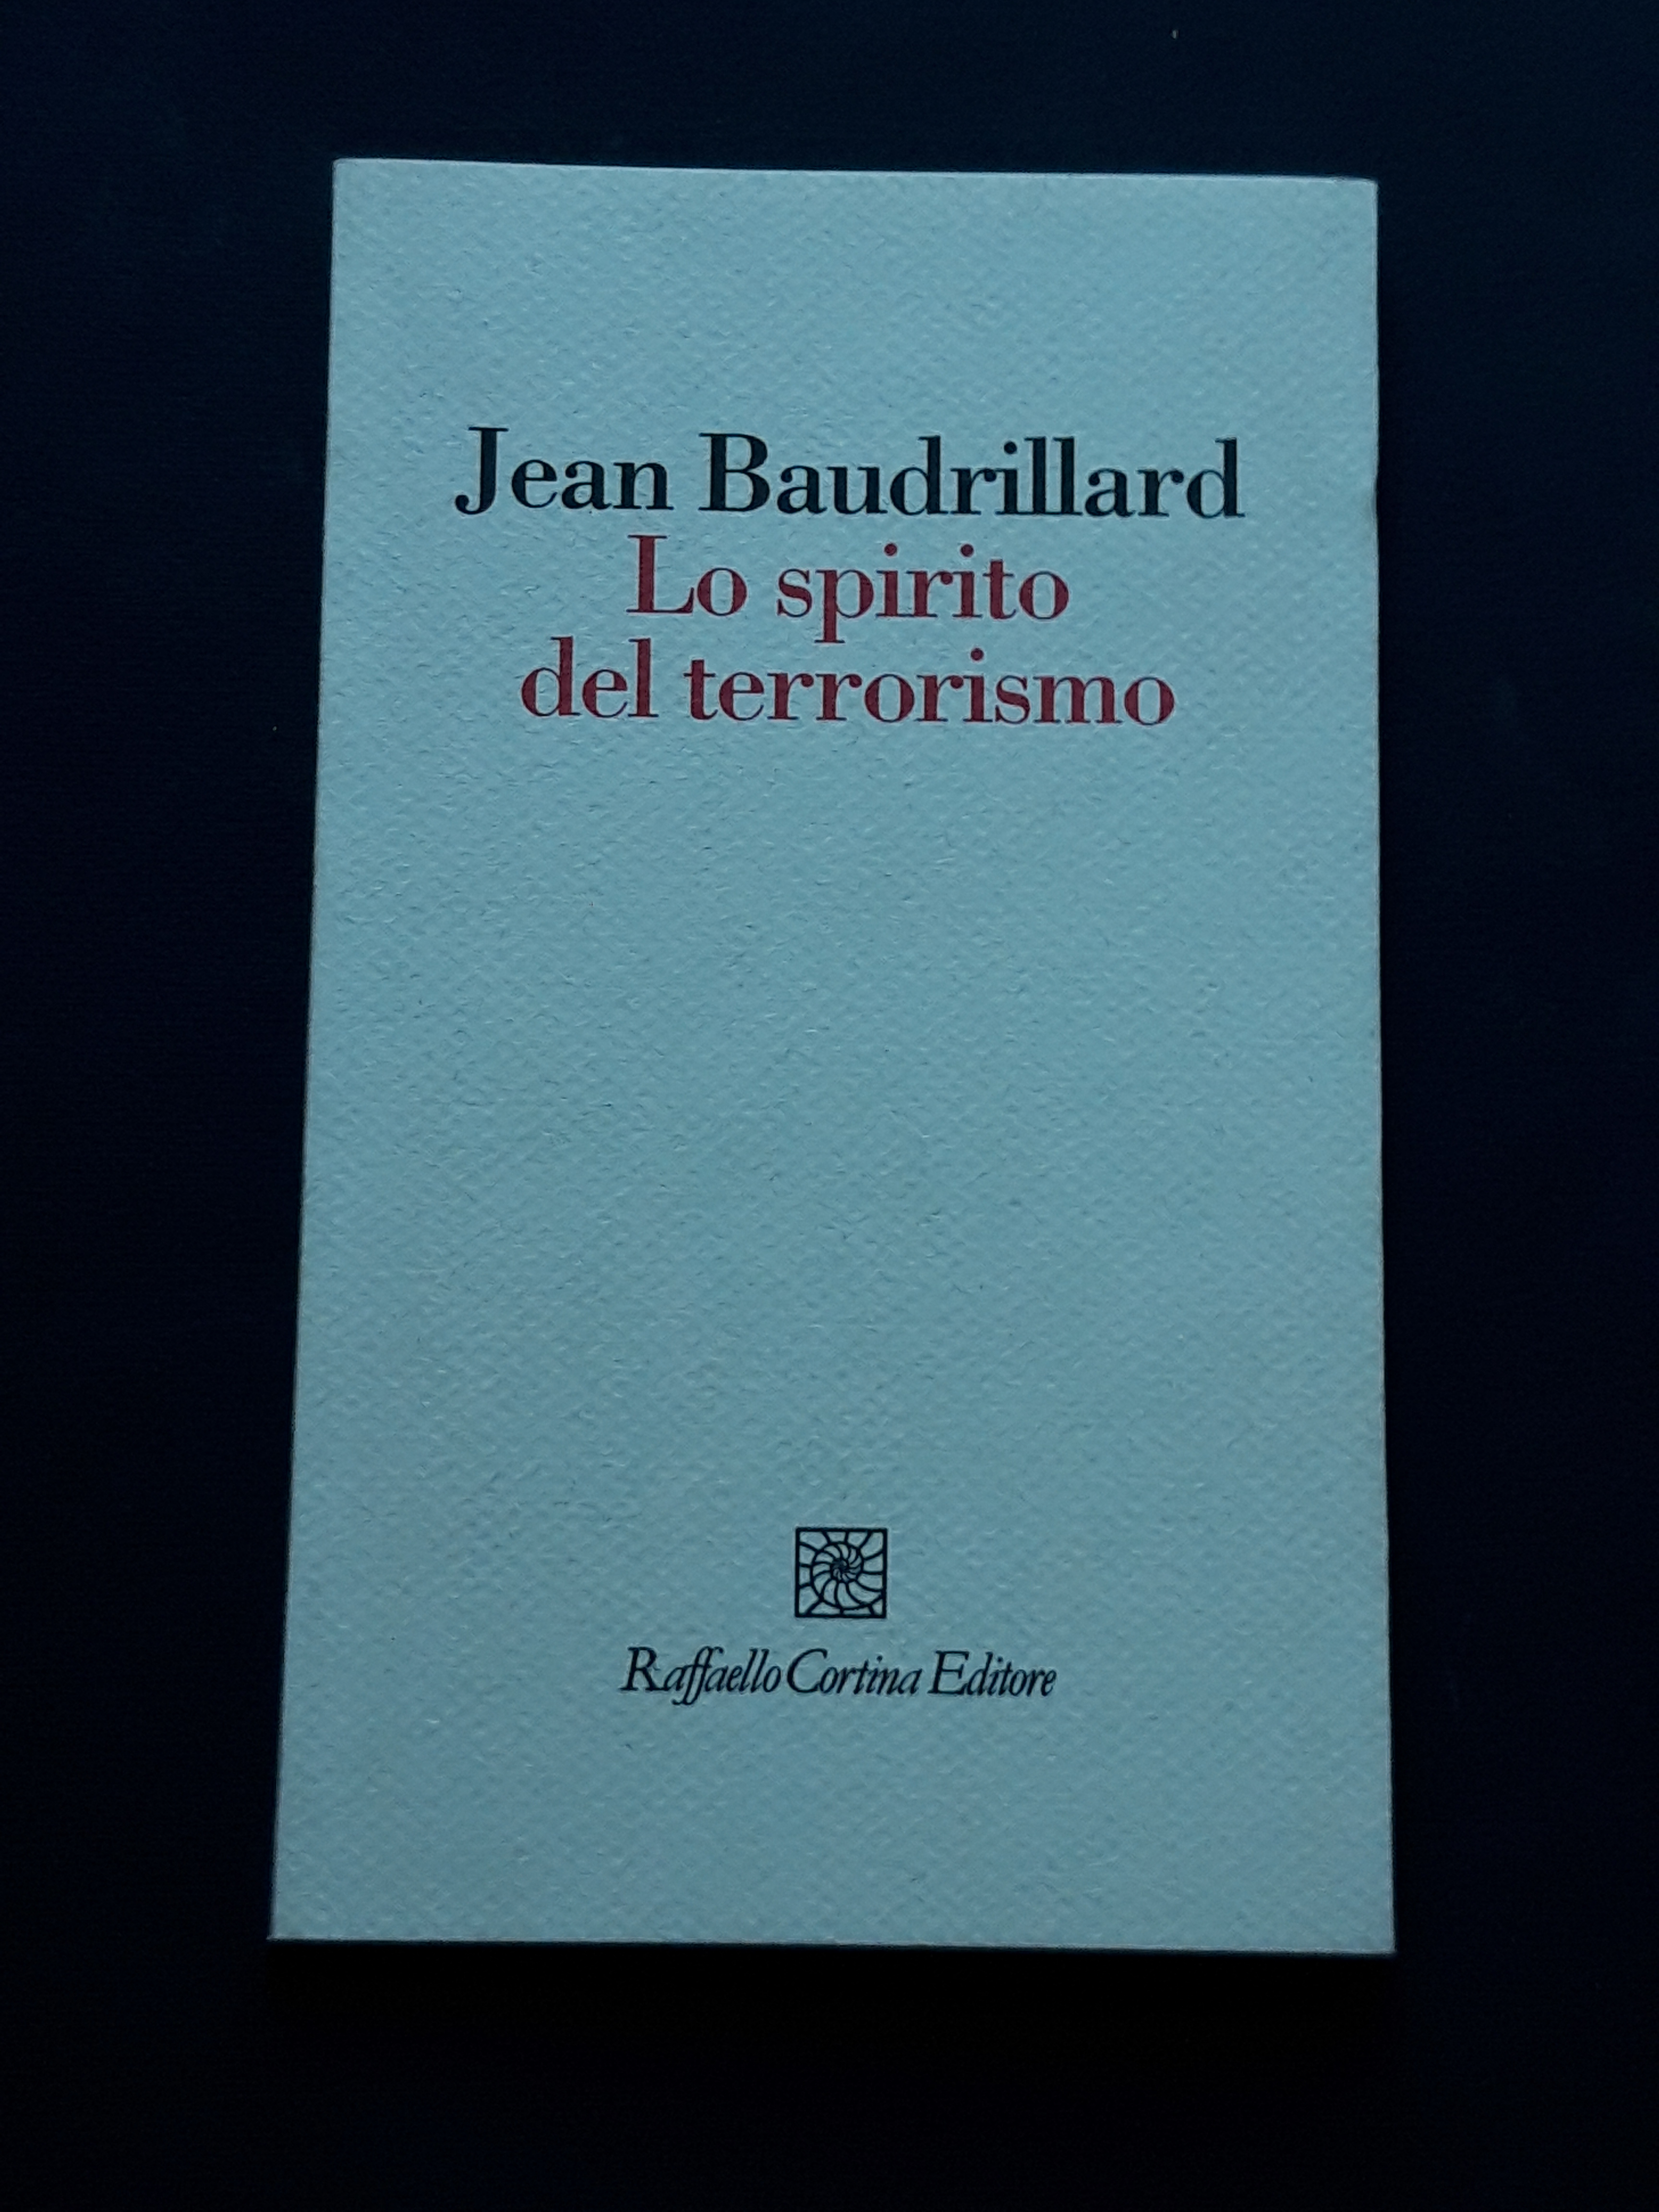 Jean Baudrillard
Lo spirito
del terrorismo
Raffaello Cortina Editore